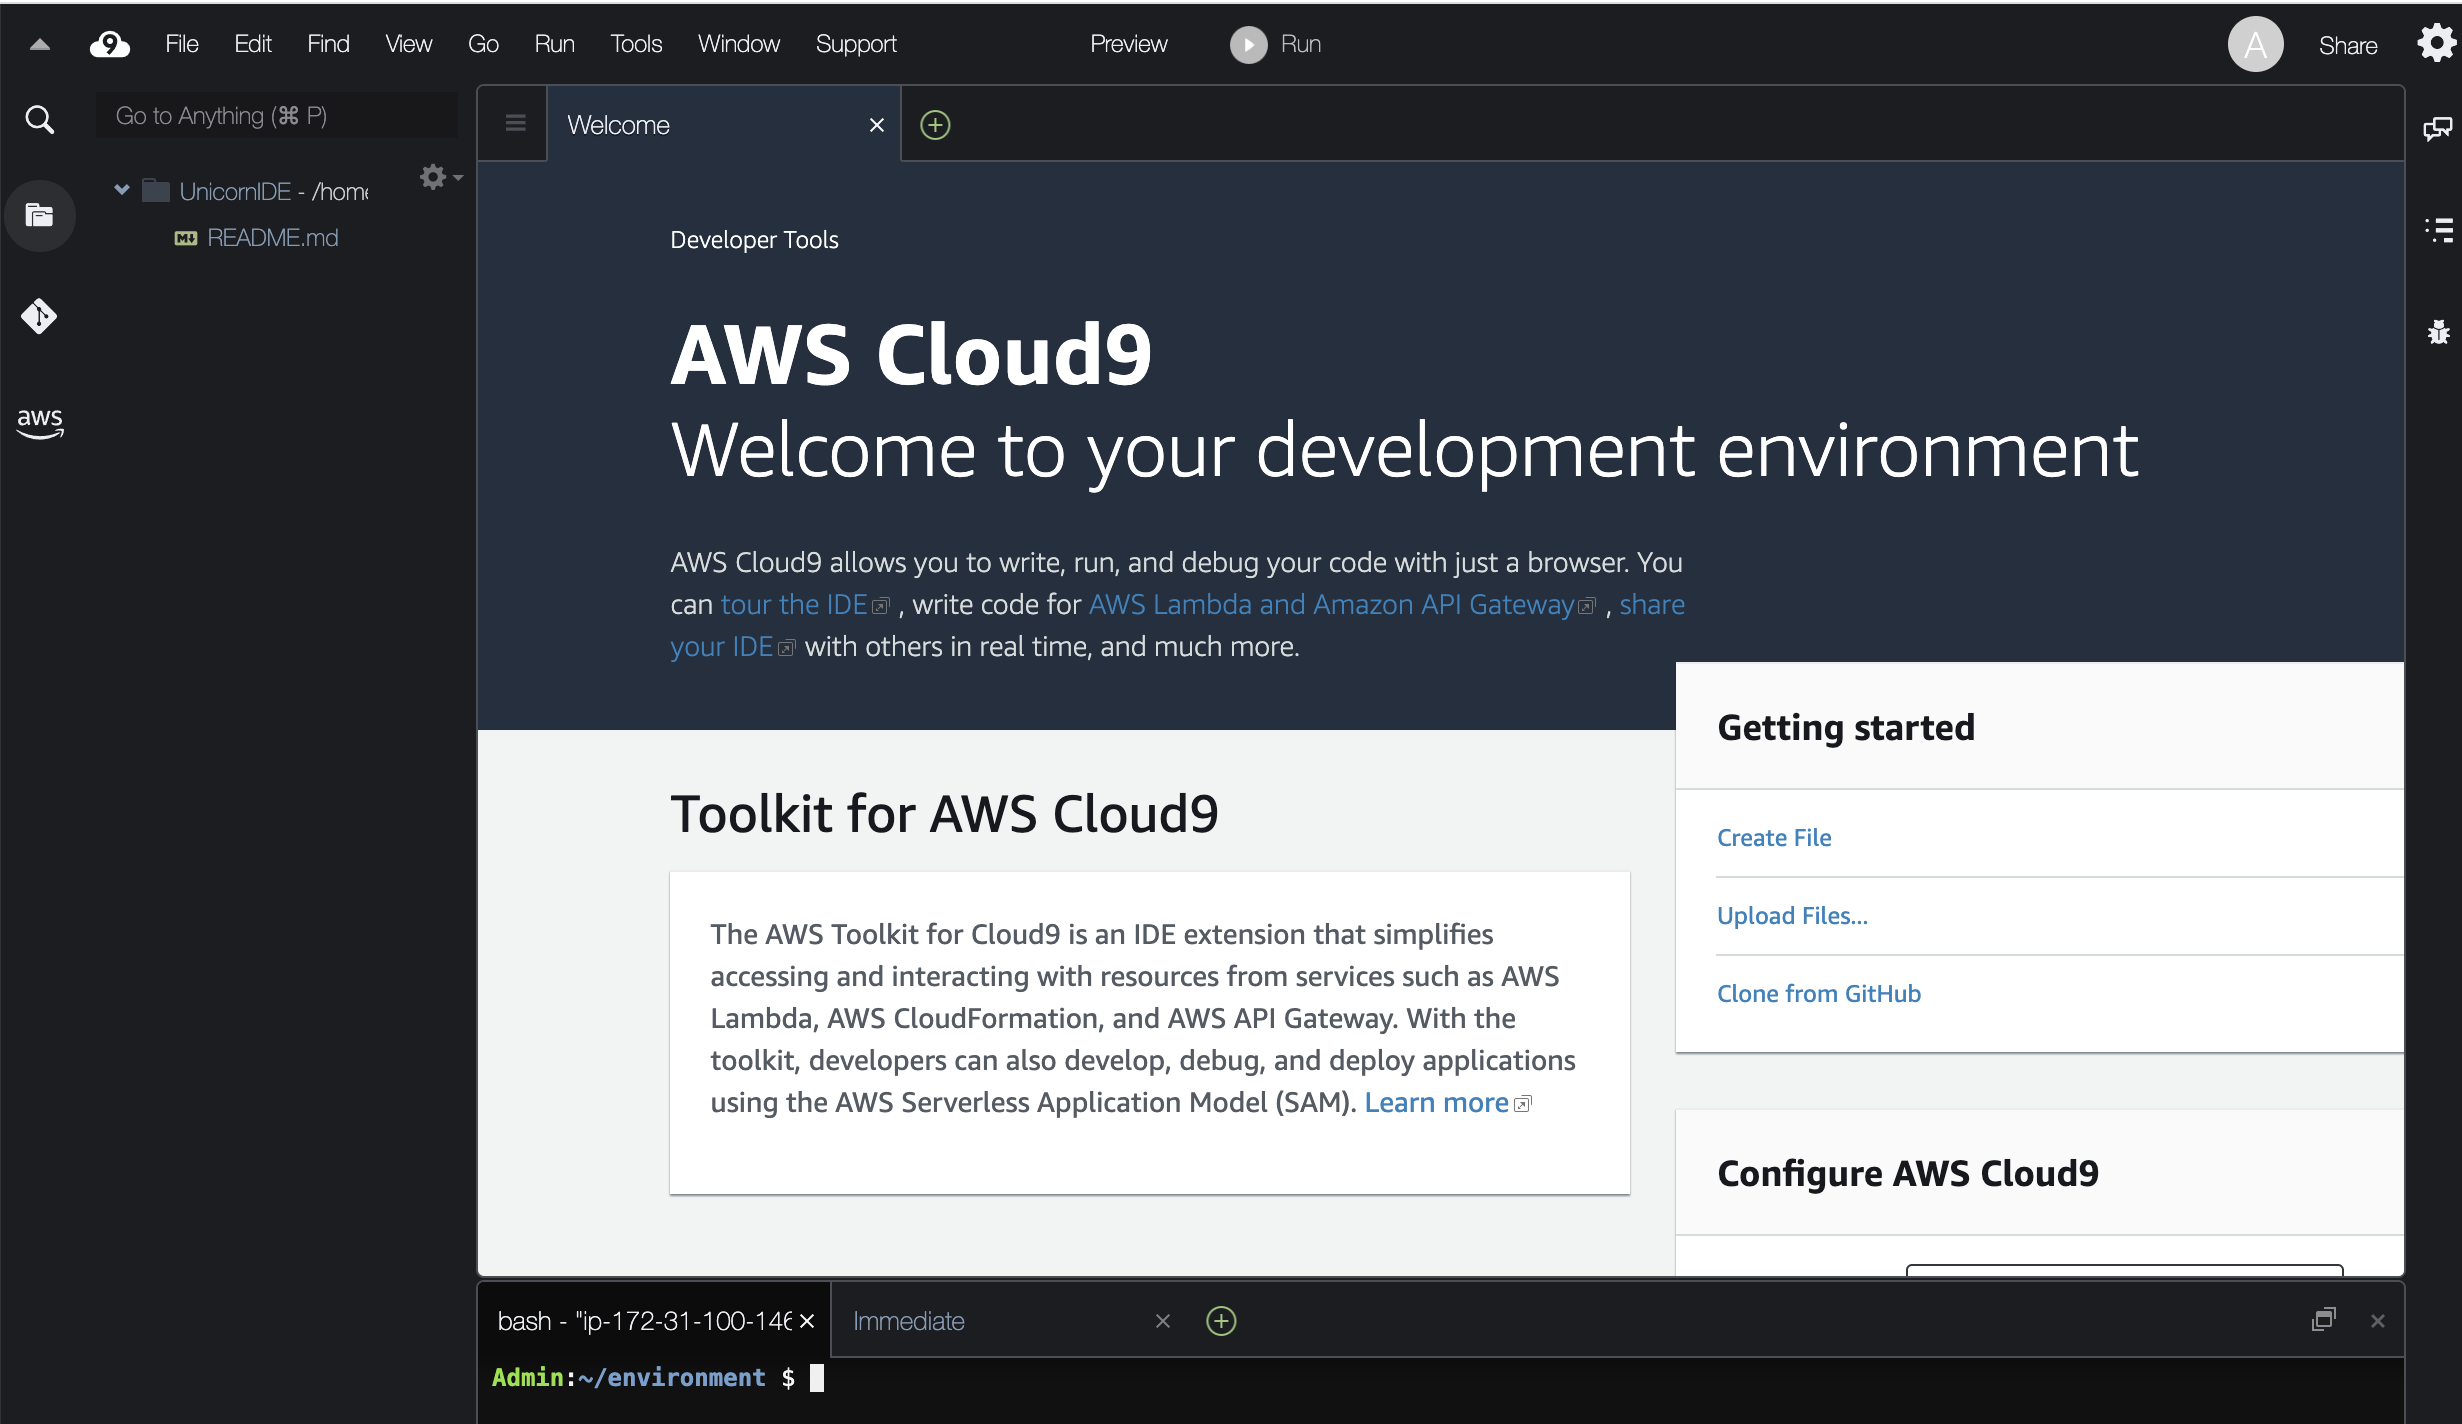 9 File Edit Find View Go Run Tools Window Support Preview Run A Share
Go to Anything (⌘ P)
UnicornIDE - /home
README.md
aws
Welcome
Developer Tools
AWS Cloud9
Welcome to your development environment
AWS Cloud9 allows you to write, run, and debug your code with just a browser. You
can tour the IDE , write code for AWS Lambda and Amazon API Gateway , share
your IDE with others in real time, and much more.
Getting started
Create File
Upload Files...
Clone from GitHub
Toolkit for AWS Cloud9
The AWS Toolkit for Cloud9 is an IDE extension that simplifies
accessing and interacting with resources from services such as AWS
Lambda, AWS CloudFormation, and AWS API Gateway. With the
toolkit, developers can also develop, debug, and deploy applications
using the AWS Serverless Application Model (SAM). Learn more
Configure AWS Cloud9
bash - "ip-172-31-100-146 Immediate
Admin:~/environment $